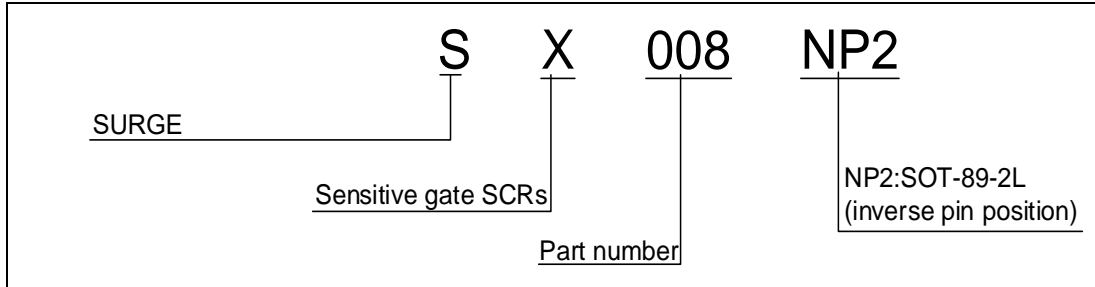 S X 008 NP2
SURGE
Sensitive gate SCRs
NP2:SOT-89-2L
(inverse pin position)
Part number